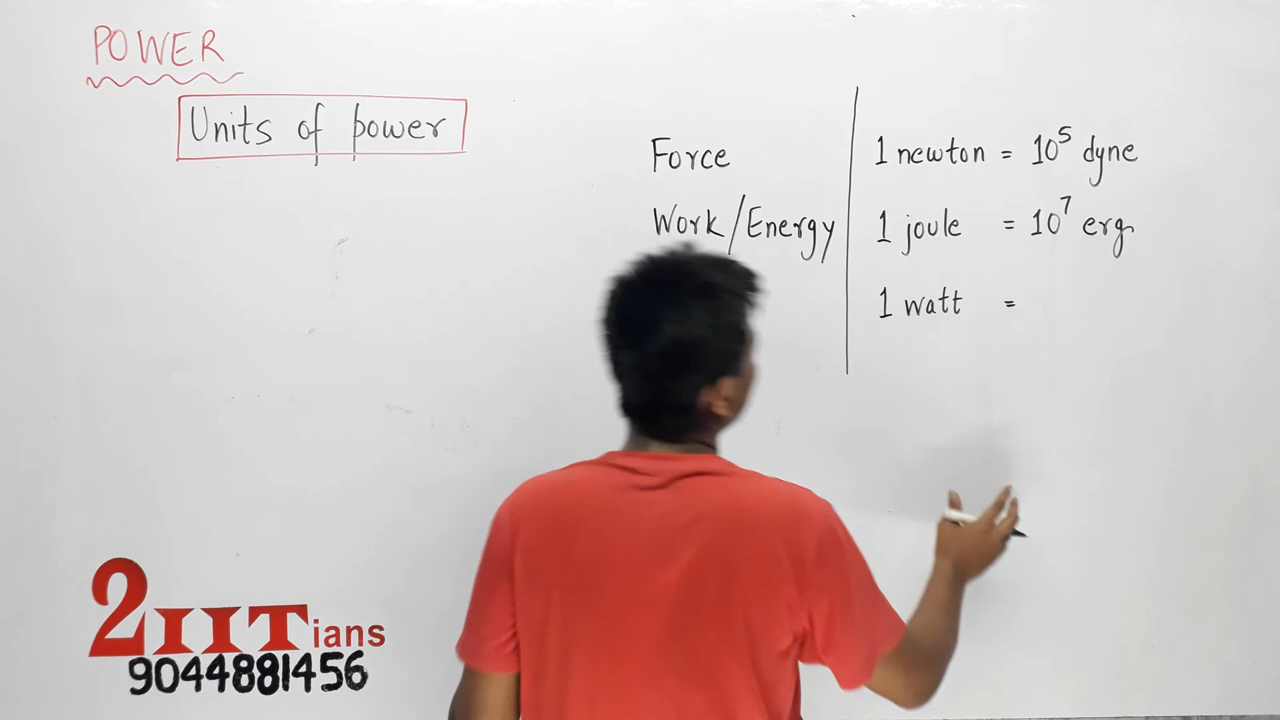 POWER
Units of power
Force
1 newton = 10⁵ dyne
Work/Energy
1 joule = 10⁷ erg
1 watt =
2IITians
9044881456